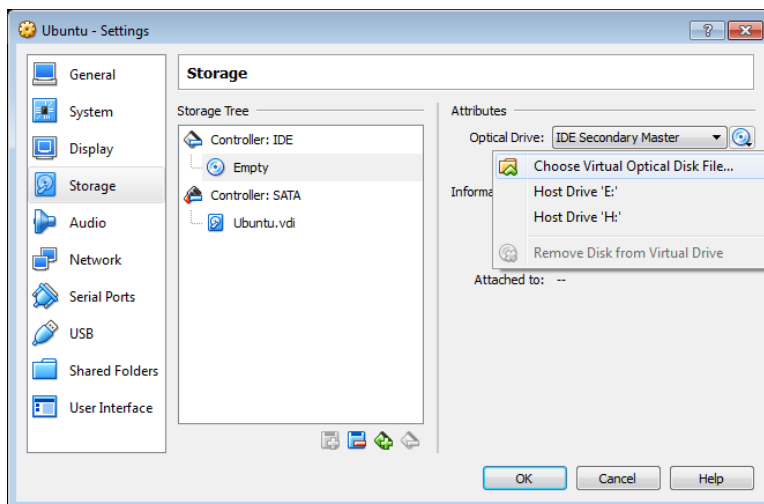 Ubuntu - Settings
General
System
Display
Storage
Audio
Network
Serial Ports
USB
Shared Folders
User Interface
Storage
Storage Tree
Controller: IDE
Empty
Controller: SATA
Ubuntu.vdi
Attributes
Optical Drive: IDE Secondary Master
Choose Virtual Optical Disk File...
Host Drive 'E:'
Host Drive 'H:'
Remove Disk from Virtual Drive
Informa
Attached to: --
OK Cancel Help